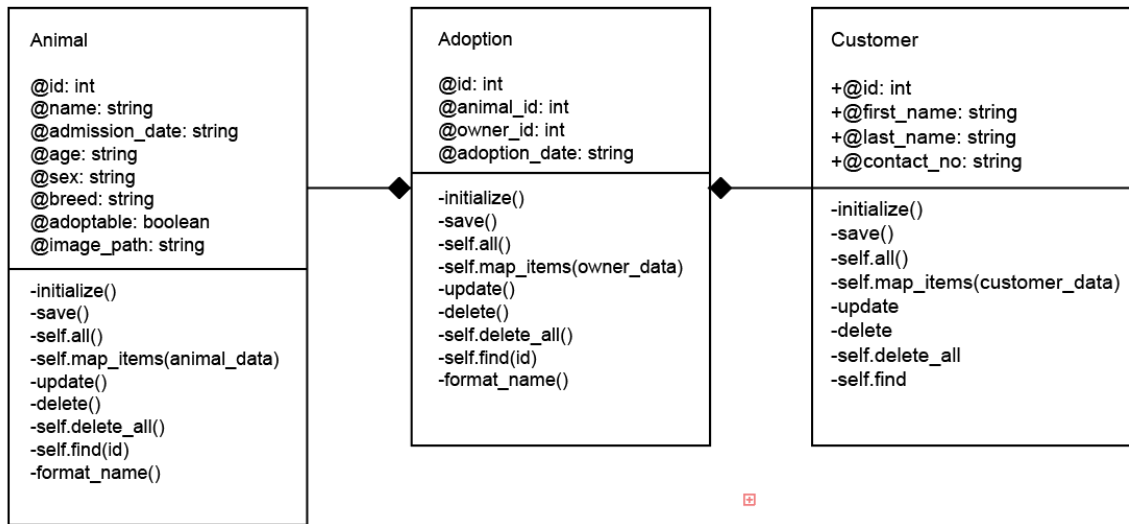 Animal
@id: int
@name: string
@admission_date: string
@age: string
@sex: string
@breed: string
@adoptable: boolean
@image_path: string
-initialize()
-save()
-self.all()
-self.map_items(animal_data)
-update()
-delete()
-self.delete_all()
-self.find(id)
-format_name()
Adoption
@id: int
@animal_id: int
@owner_id: int
@adoption_date: string
-initialize()
-save()
-self.all()
-self.map_items(owner_data)
-update()
-delete()
-self.delete_all()
-self.find(id)
-format_name()
Customer
+@id: int
+@first_name: string
+@last_name: string
+@contact_no: string
-initialize()
-save()
-self.all()
-self.map_items(customer_data)
-update
-delete
-self.delete_all
-self.find